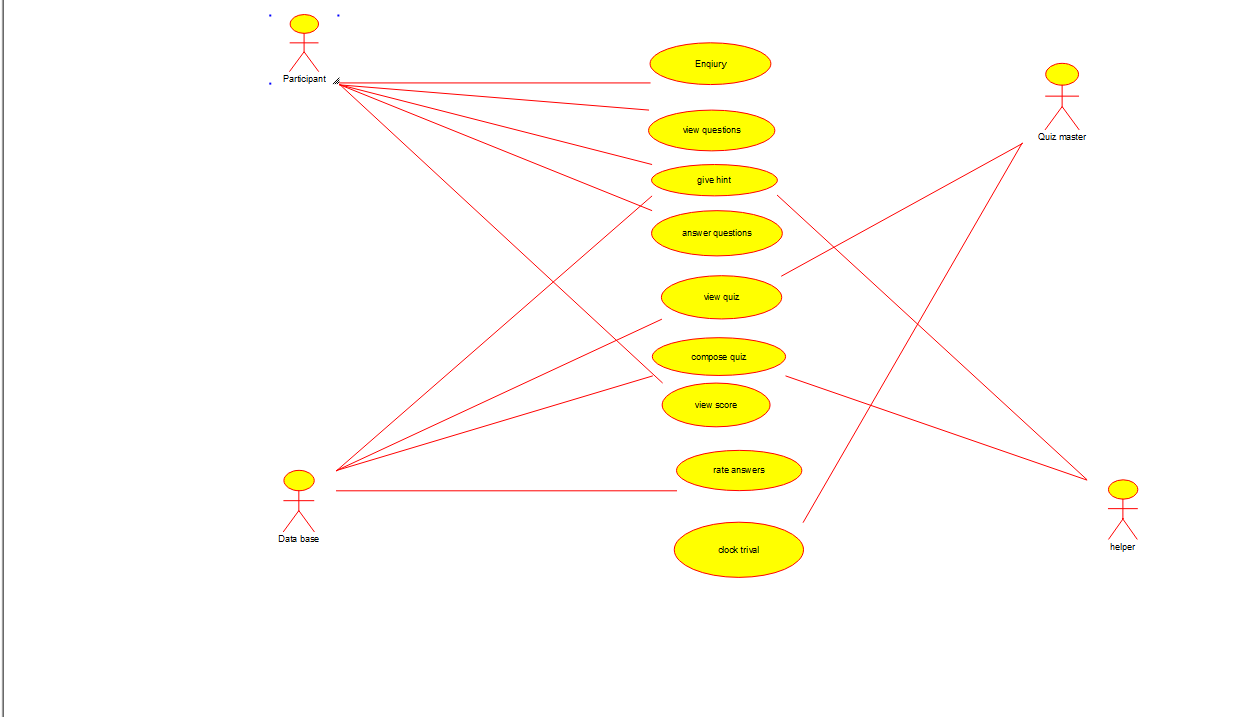 Participant
Enqiury
Quiz master
view questions
give hint
answer questions
view quiz
compose quiz
view score
rate answers
Data base
clock trival
helper